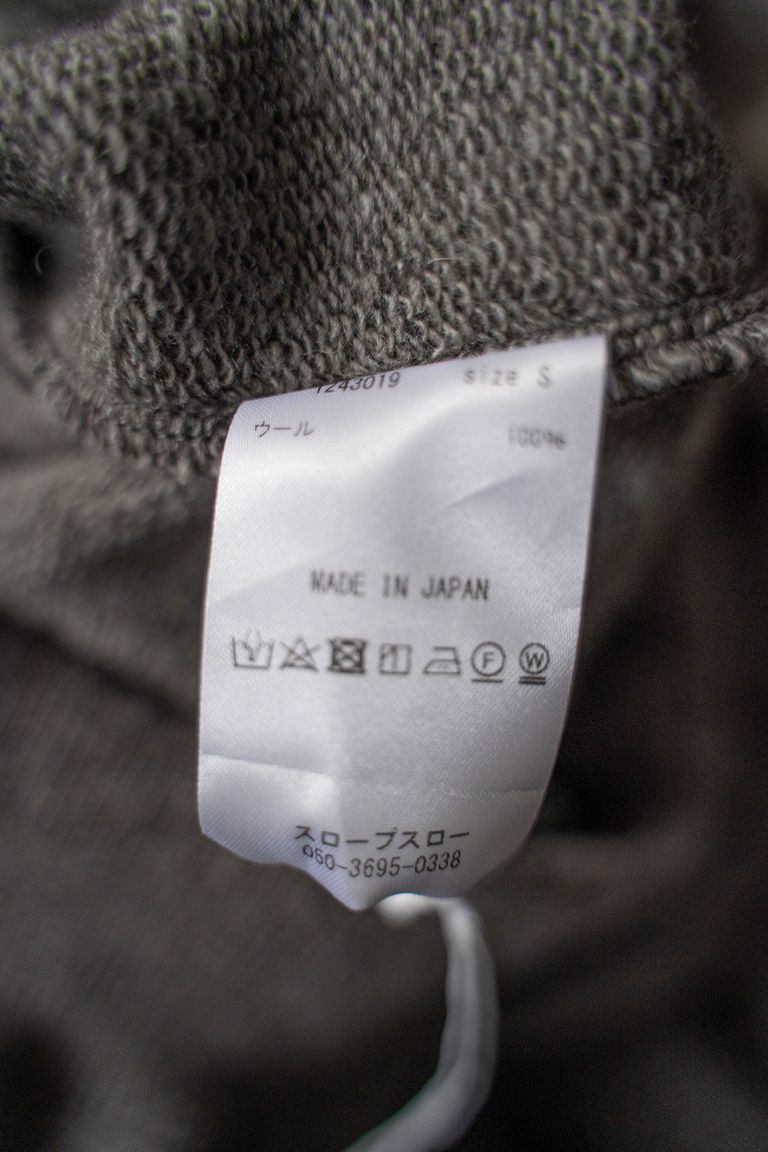 1243019 size S
ウール 100%
MADE IN JAPAN
F W
スロープスロー
050-3695-0338